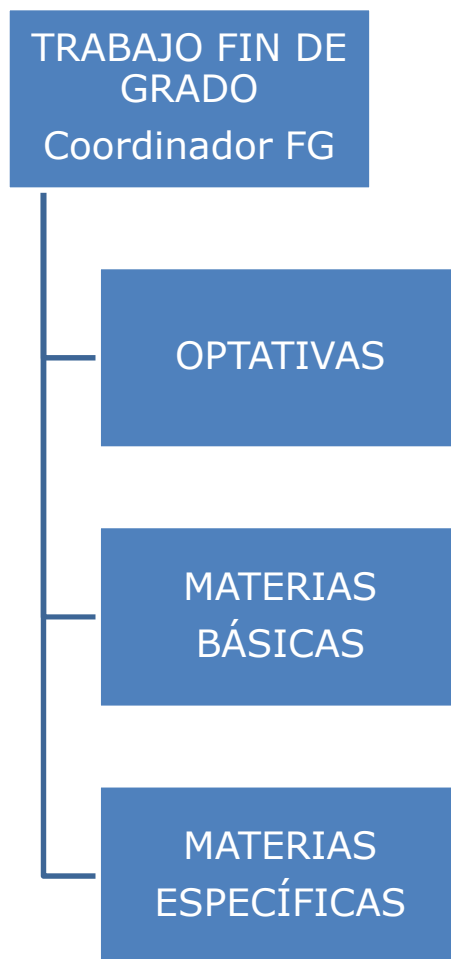 TRABAJO FIN DE
GRADO
Coordinador FG
OPTATIVAS
MATERIAS
BÁSICAS
MATERIAS
ESPECÍFICAS